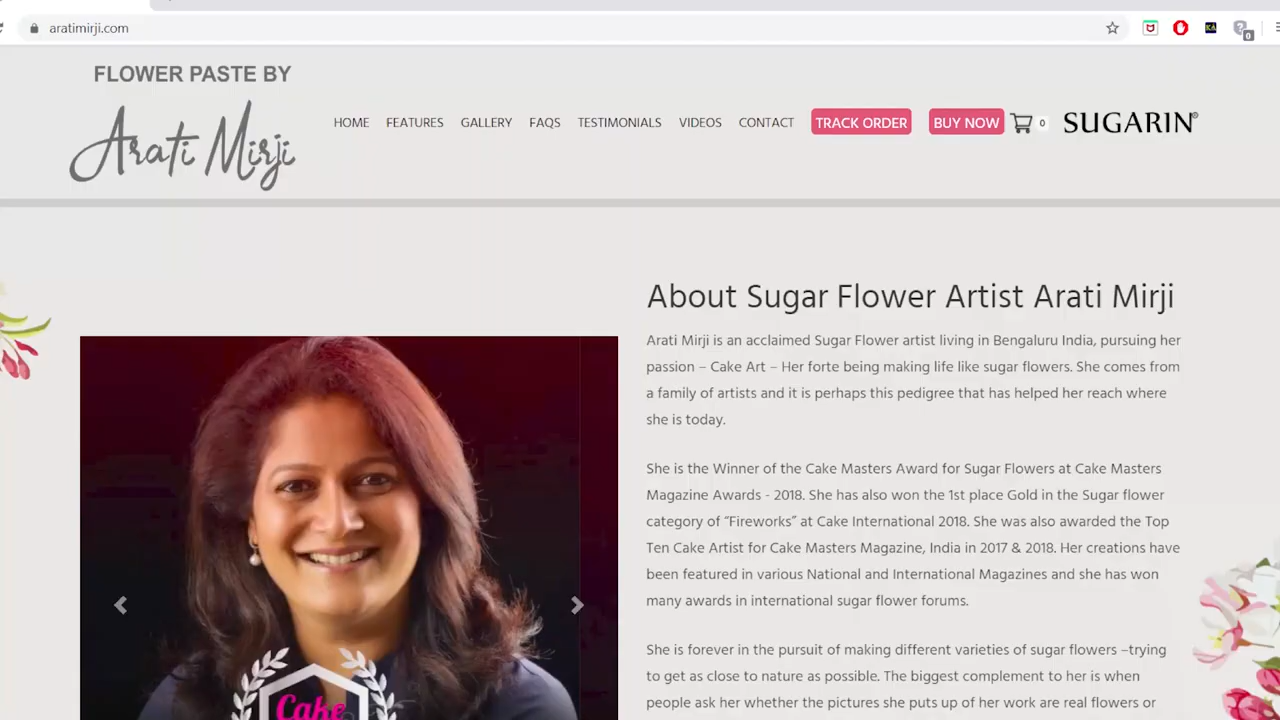 aratimirji.com
0
FLOWER PASTE BY
Arati Mirji
HOME FEATURES GALLERY FAQS TESTIMONIALS VIDEOS CONTACT TRACK ORDER BUY NOW 0 SUGARIN®
About Sugar Flower Artist Arati Mirji
Arati Mirji is an acclaimed Sugar Flower artist living in Bengaluru India, pursuing her
passion – Cake Art – Her forte being making life like sugar flowers. She comes from
a family of artists and it is perhaps this pedigree that has helped her reach where
she is today.
She is the Winner of the Cake Masters Award for Sugar Flowers at Cake Masters
Magazine Awards - 2018. She has also won the 1st place Gold in the Sugar flower
category of “Fireworks” at Cake International 2018. She was also awarded the Top
Ten Cake Artist for Cake Masters Magazine, India in 2017 & 2018. Her creations have
been featured in various National and International Magazines and she has won
many awards in international sugar flower forums.
She is forever in the pursuit of making different varieties of sugar flowers –trying
to get as close to nature as possible. The biggest complement to her is when
people ask her whether the pictures she puts up of her work are real flowers or
Cake